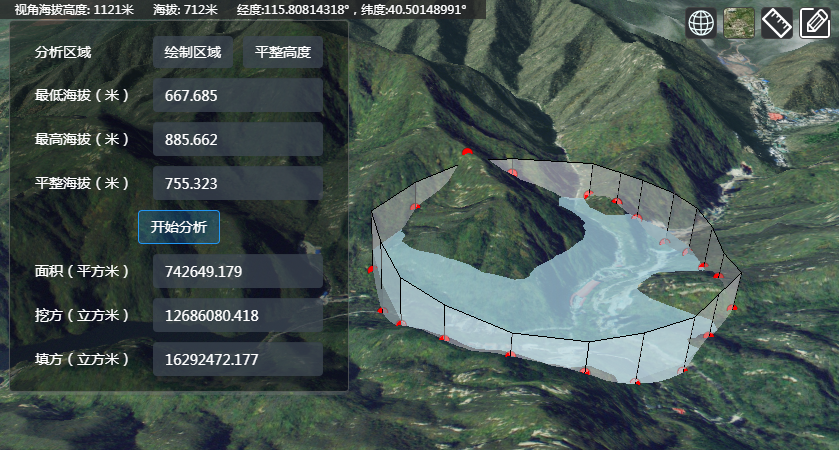 视角海拔高度: 1121米 海拔: 712米 经度:115.80814318°, 纬度:40.50148991°
分析区域 绘制区域 平整高度
最低海拔（米） 667.685
最高海拔（米） 885.662
平整海拔（米） 755.323
开始分析
面积（平方米） 742649.179
挖方（立方米） 12686080.418
填方（立方米） 16292472.177